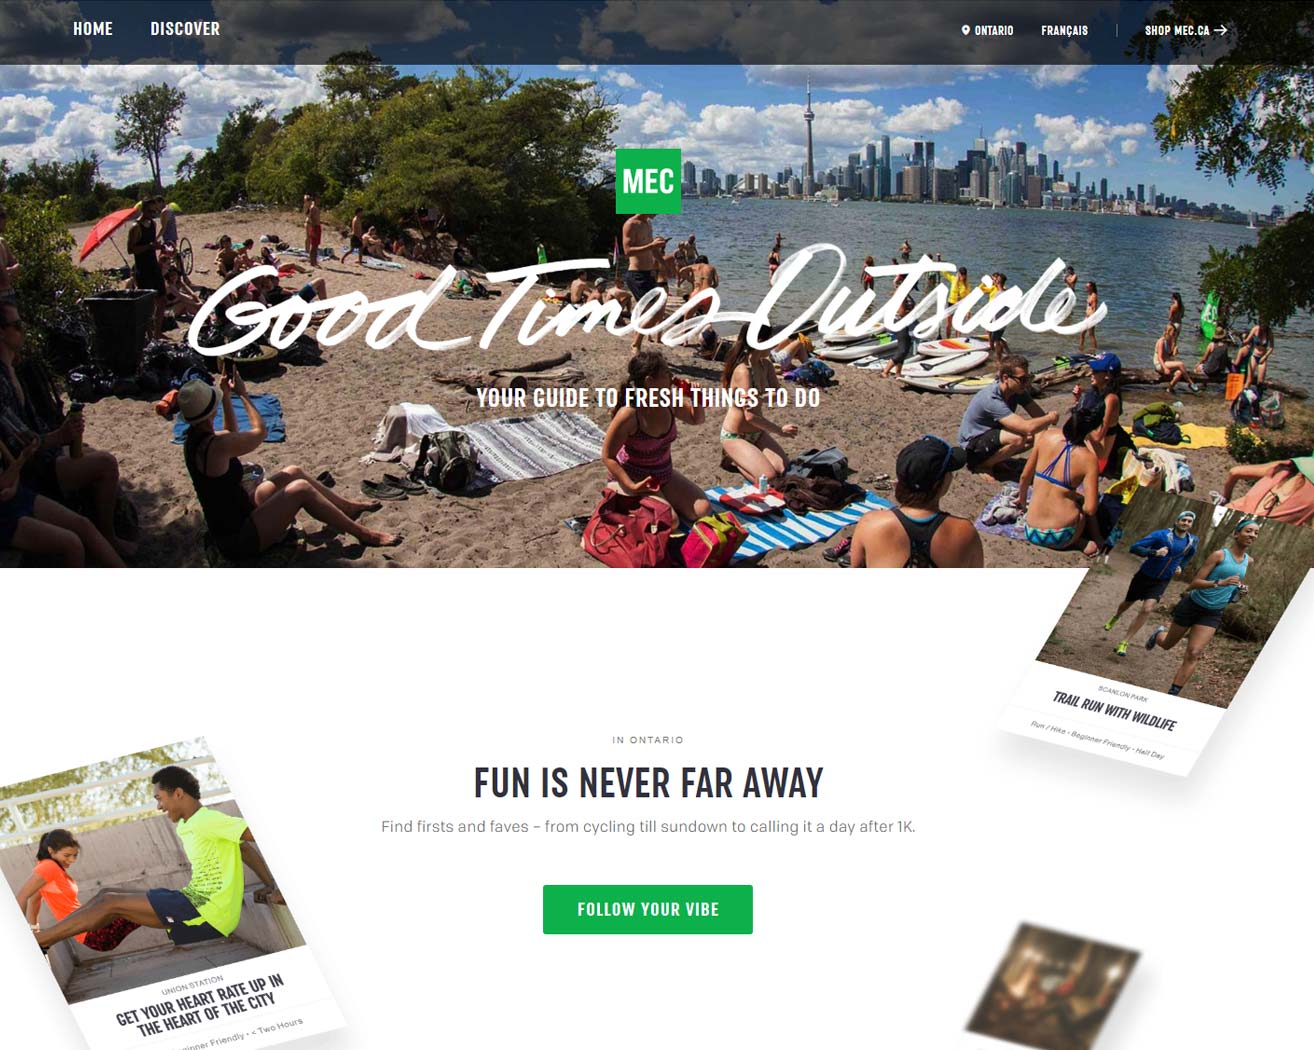 HOME
DISCOVER
ONTARIO
FRANÇAIS
SHOP MEC.CA
MEC
Good Times Outside
YOUR GUIDE TO FRESH THINGS TO DO
SCANLON PARK
TRAIL RUN WITH WILDLIFE
Run / Hike • Beginner Friendly • Half Day
IN ONTARIO
FUN IS NEVER FAR AWAY
Find firsts and faves – from cycling till sundown to calling it a day after 1K.
FOLLOW YOUR VIBE
UNION STATION
GET YOUR HEART RATE UP IN
THE HEART OF THE CITY
Friendly • < Two Hours